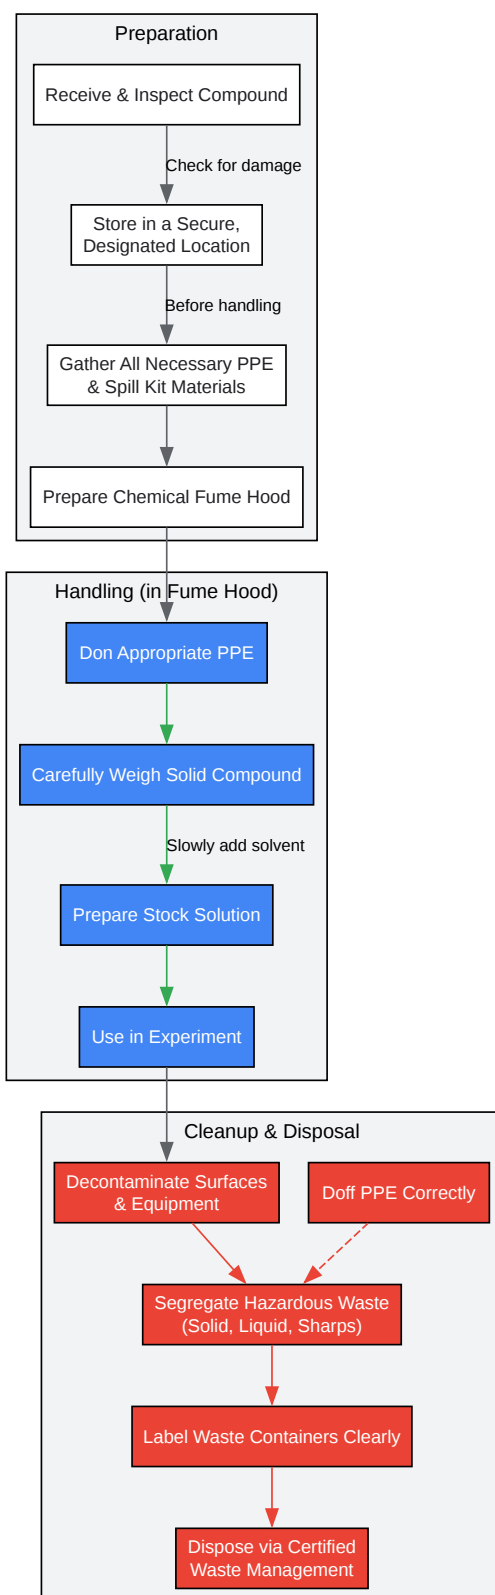 Preparation
Receive & Inspect Compound
Check for damage
Store in a Secure,
Designated Location
Before handling
Gather All Necessary PPE
& Spill Kit Materials
Prepare Chemical Fume Hood
Handling (in Fume Hood)
Don Appropriate PPE
Carefully Weigh Solid Compound
Slowly add solvent
Prepare Stock Solution
Use in Experiment
Cleanup & Disposal
Decontaminate Surfaces
& Equipment
Doff PPE Correctly
Segregate Hazardous Waste
(Solid, Liquid, Sharps)
Label Waste Containers Clearly
Dispose via Certified
Waste Management